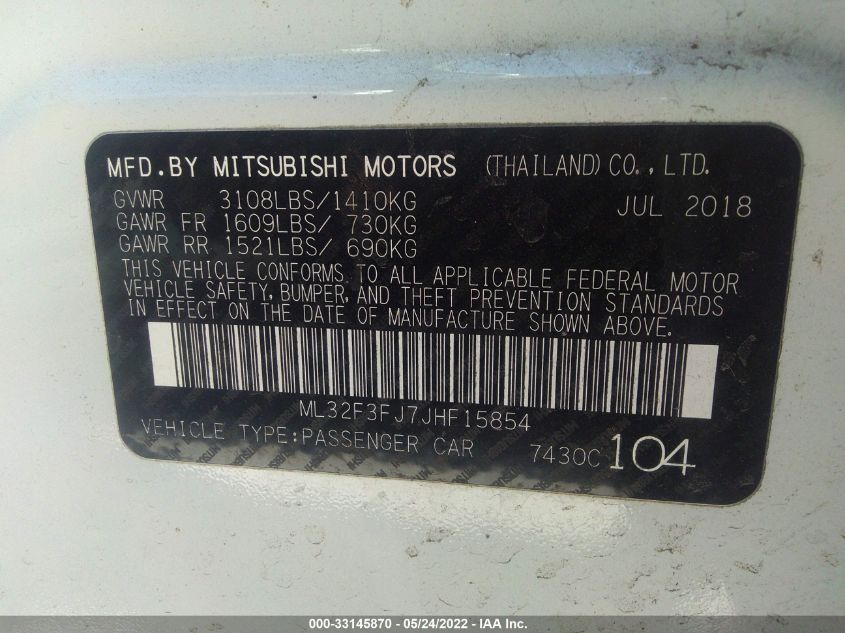 MFD.BY MITSUBISHI MOTORS (THAILAND) CO., LTD.
GVWR 3108LBS/1410KG JUL 2018
GAWR FR 1609LBS/ 730KG
GAWR RR 1521LBS/ 690KG
THIS VEHICLE CONFORMS TO ALL APPLICABLE FEDERAL MOTOR
VEHICLE SAFETY, BUMPER, AND THEFT PREVENTION STANDARDS
IN EFFECT ON THE DATE OF MANUFACTURE SHOWN ABOVE.
ML32F3FJ7JHF15854
VEHICLE TYPE:PASSENGER CAR 7430C 104
000-33145870 - 05/24/2022 - IAA Inc.